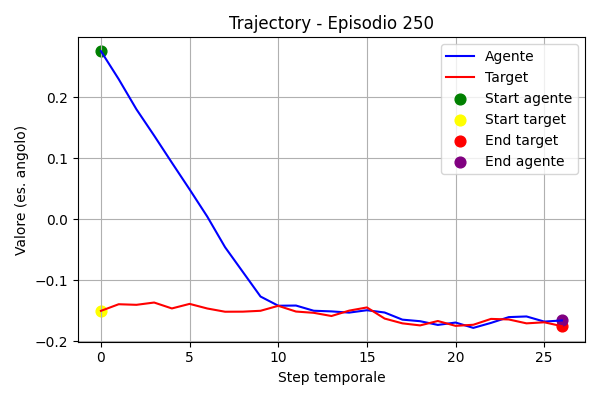 Trajectory - Episodio 250
Agente
Target
Start agente
Start target
End target
End agente
Valore (es. angolo)
0.2
0.1
0.0
−0.1
−0.2
0
5
10
15
20
25
Step temporale